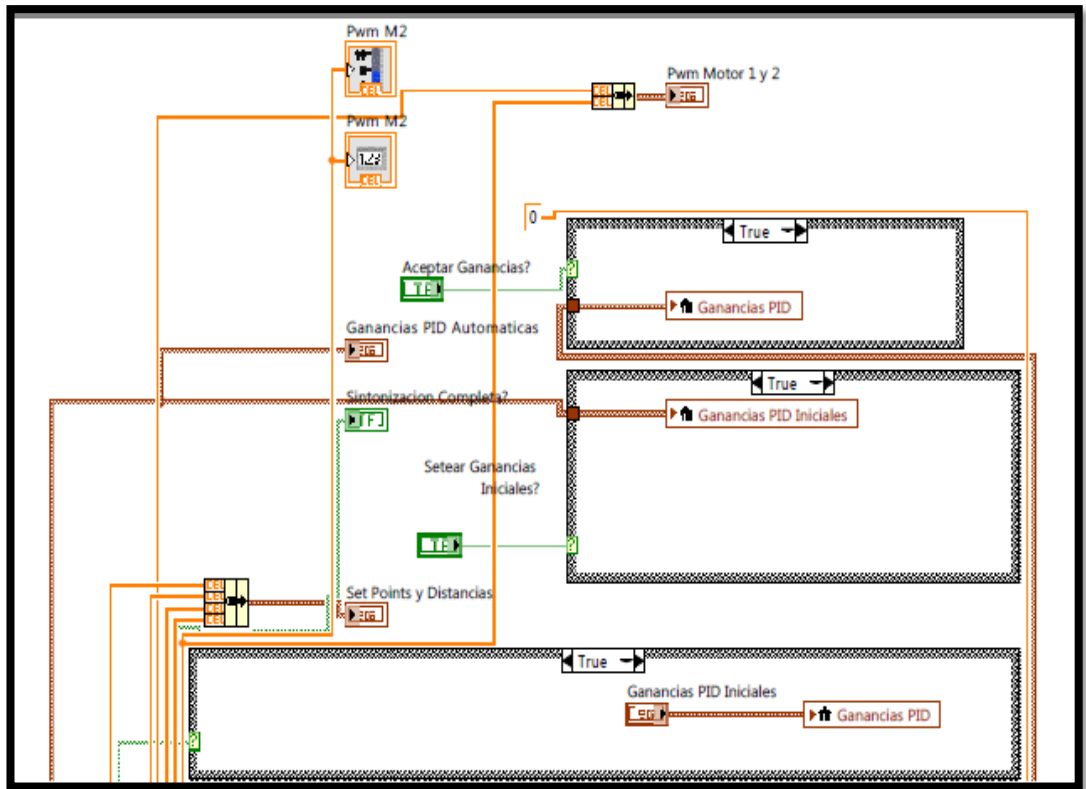 Pwm M2
Pwm Motor 1 y 2
Pwm M2
0
True
Aceptar Ganancias?
Ganancias PID
Ganancias PID Automaticas
True
Sintonizacion Completa?
Ganancias PID Iniciales
Setear Ganancias
Iniciales?
Set Points y Distancias
True
Ganancias PID Iniciales
Ganancias PID